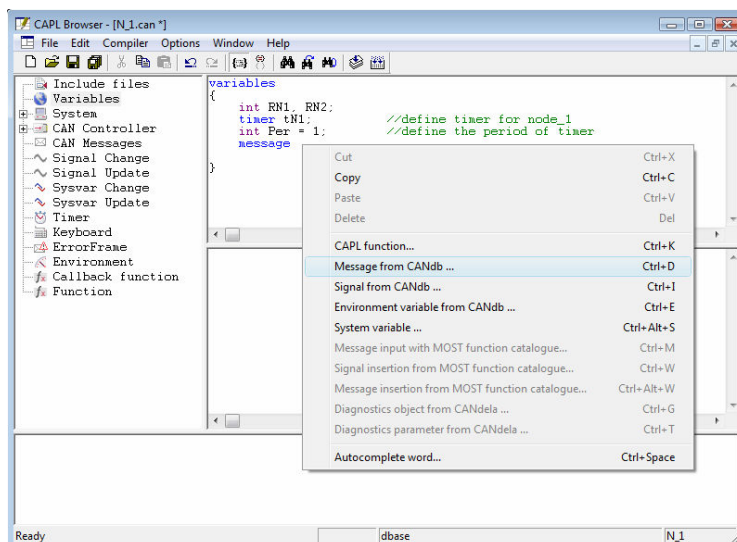 CAPL Browser - [N_1.can *]
File Edit Compiler Options Window Help
Include files
Variables
System
CAN Controller
CAN Messages
Signal Change
Signal Update
Sysvar Change
Sysvar Update
Timer
Keyboard
ErrorFrame
Environment
Callback function
Function
variables
{
int RN1, RN2;
timer tN1; //define timer for node_1
int Per = 1; //define the period of timer
message
}
Cut Ctrl+X
Copy Ctrl+C
Paste Ctrl+V
Delete Del
CAPL function... Ctrl+K
Message from CANdb ... Ctrl+D
Signal from CANdb ... Ctrl+I
Environment variable from CANdb ... Ctrl+E
System variable ... Ctrl+Alt+S
Message input with MOST function catalogue... Ctrl+M
Signal insertion from MOST function catalogue... Ctrl+W
Message insertion from MOST function catalogue... Ctrl+Alt+W
Diagnostics object from CANdela ... Ctrl+G
Diagnostics parameter from CANdela ... Ctrl+T
Autocomplete word... Ctrl+Space
Ready dbase N_1